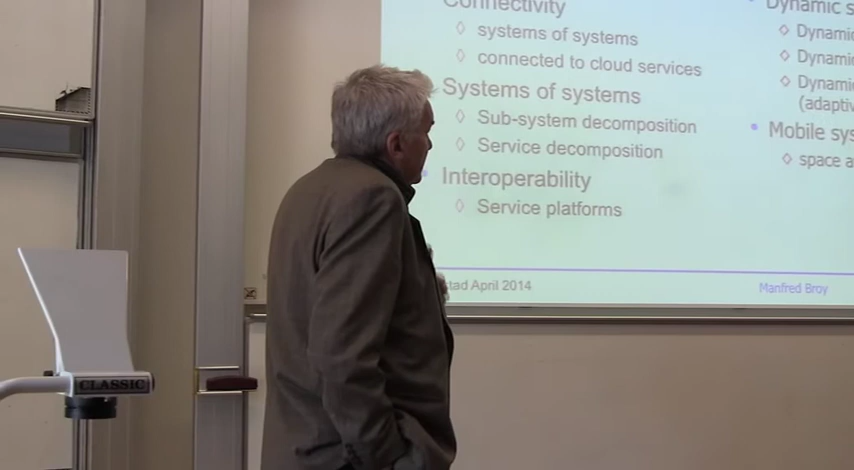 Connectivity
systems of systems
connected to cloud services
Systems of systems
Sub-system decomposition
Service decomposition
Interoperability
Service platforms
Dynamic
Dynamic
Dynamic
Dynamic
(adaptiv
Mobile sys
space a
April 2014
Manfred Broy
CLASSIC